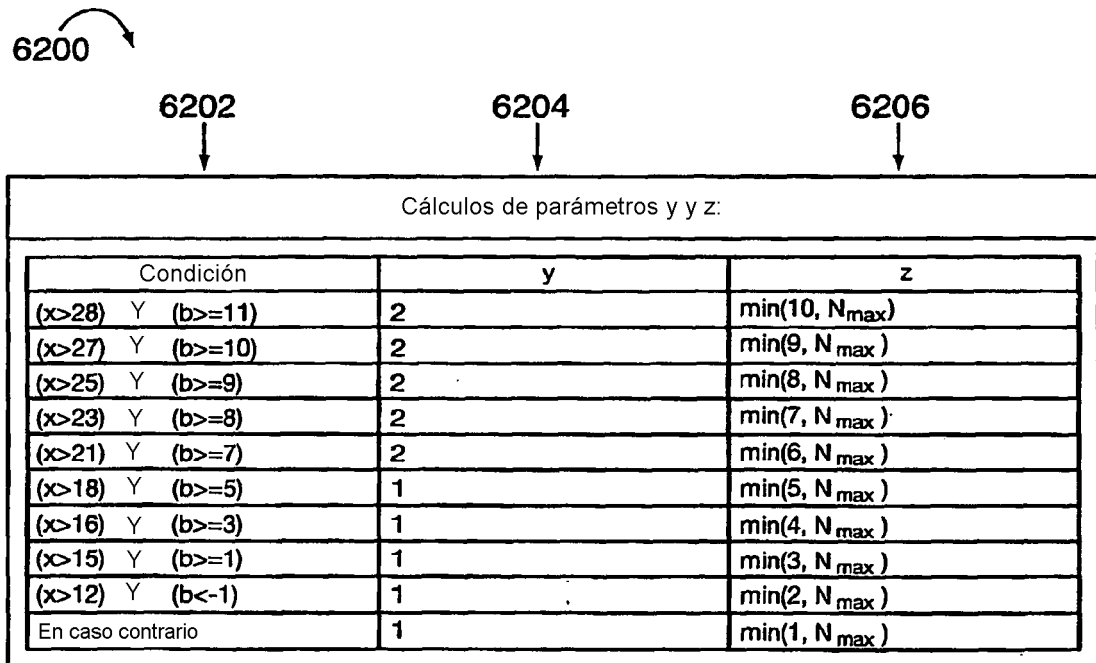 6200
6202 6204 6206
Cálculos de parámetros y y z:
Condición y z
(x>28) Y (b>=11) 2 min(10, Nmax)
(x>27) Y (b>=10) 2 min(9, Nmax)
(x>25) Y (b>=9) 2 min(8, Nmax)
(x>23) Y (b>=8) 2 min(7, Nmax)
(x>21) Y (b>=7) 2 min(6, Nmax)
(x>18) Y (b>=5) 1 min(5, Nmax)
(x>16) Y (b>=3) 1 min(4, Nmax)
(x>15) Y (b>=1) 1 min(3, Nmax)
(x>12) Y (b<-1) 1 min(2, Nmax)
En caso contrario 1 min(1, Nmax)